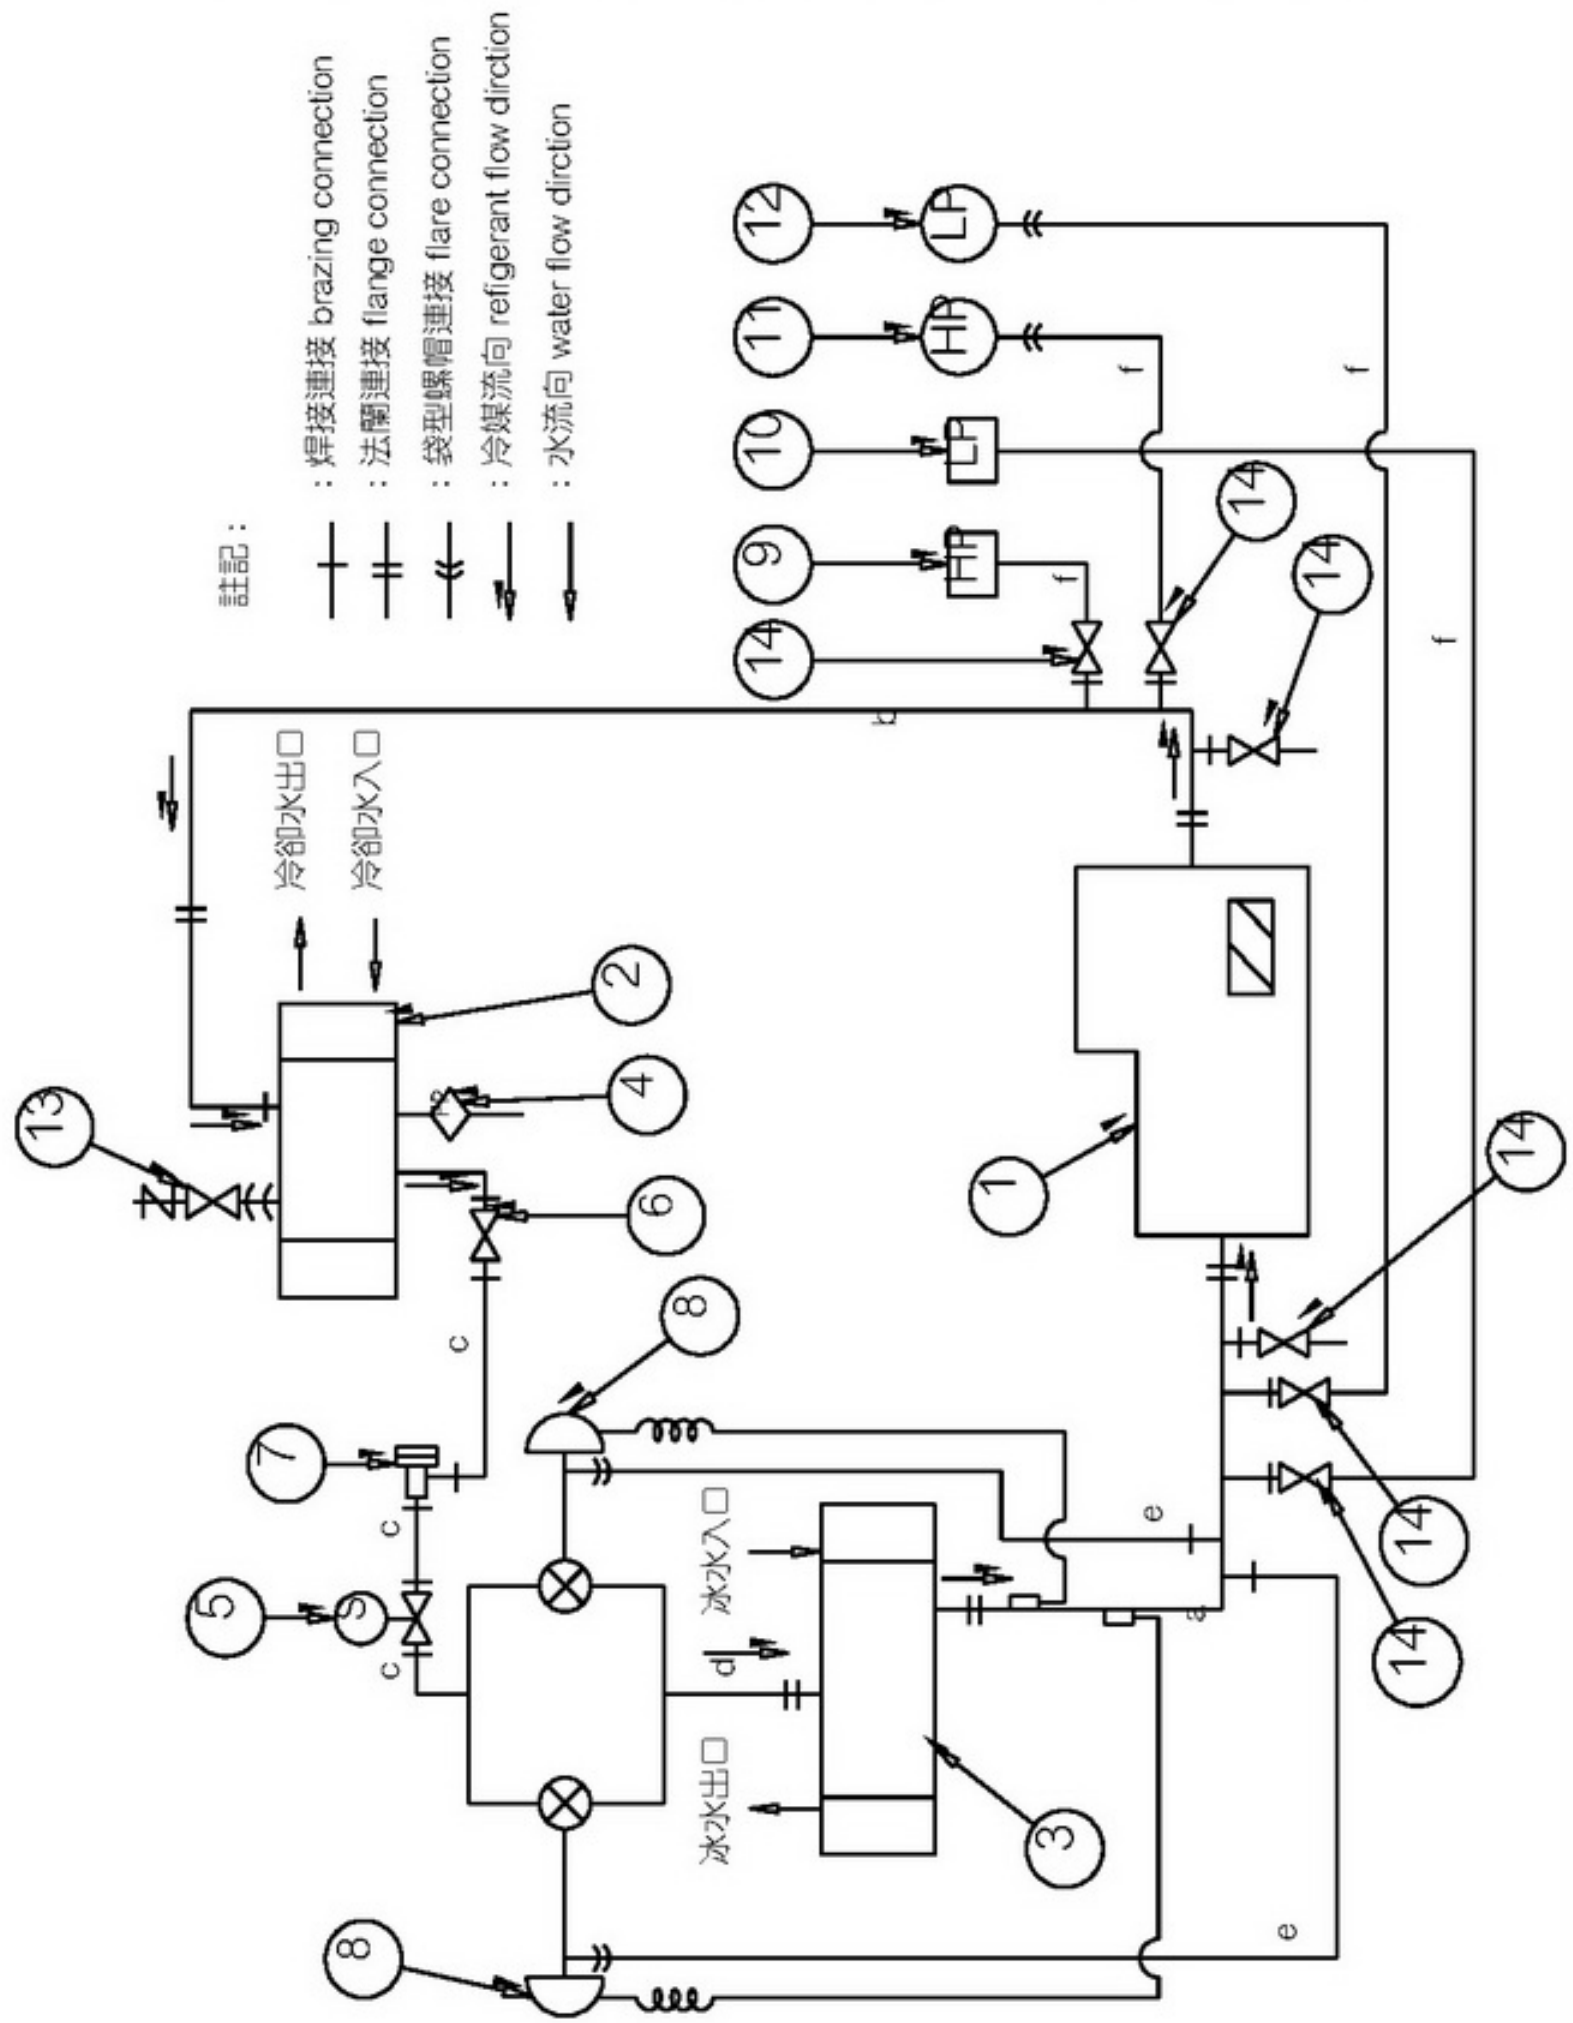 13
5
註記：
7
冷卻水出口
：焊接連接 brazing connection
8
S
冷卻水入口
：法蘭連接 flange connection
c
c
：袋型螺帽連接 flare connection
c
：冷媒流向 refigerant flow dirction
：水流向 water flow dirction
2
4
6
8
冰水出口
冰水入口
d
14
9
10
11
12
b
HP
LP
HP
LP
1
3
f
f
e
a
14
e
14
f
14
14
f
14